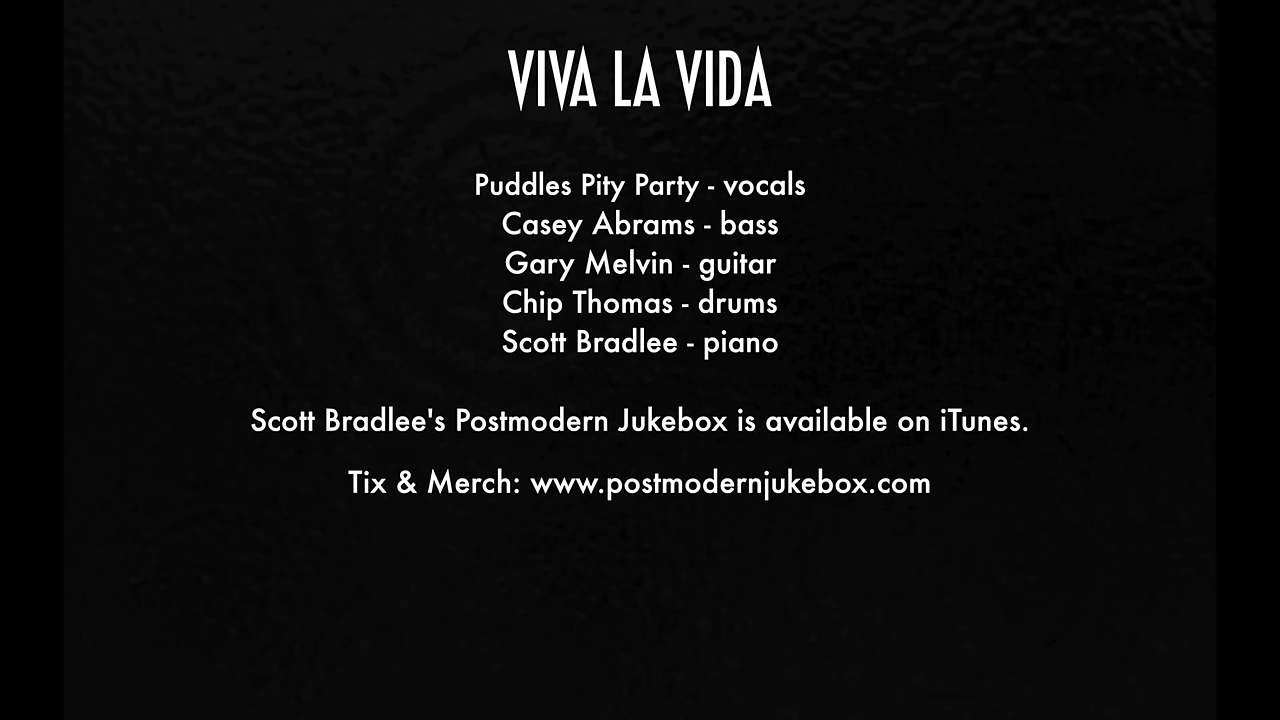 VIVA LA VIDA
Puddles Pity Party - vocals
Casey Abrams - bass
Gary Melvin - guitar
Chip Thomas - drums
Scott Bradlee - piano
Scott Bradlee's Postmodern Jukebox is available on iTunes.
Tix & Merch: www.postmodernjukebox.com